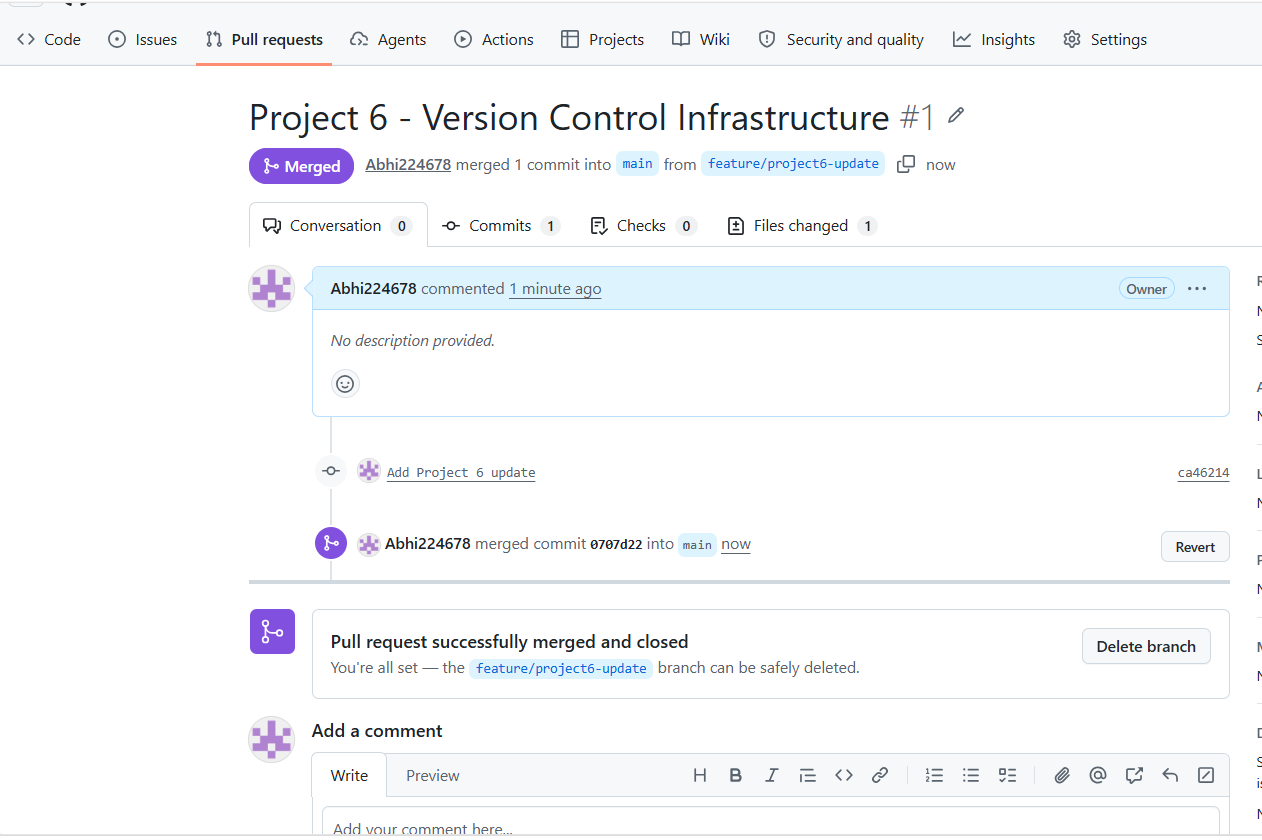 Code Issues Pull requests Agents Actions Projects Wiki Security and quality Insights Settings
Project 6 - Version Control Infrastructure #1
Merged Abhi224678 merged 1 commit into main from feature/project6-update now
Conversation 0 Commits 1 Checks 0 Files changed 1
Abhi224678 commented 1 minute ago Owner
No description provided.
Add Project 6 update ca46214
Abhi224678 merged commit 0707d22 into main now Revert
Pull request successfully merged and closed
You're all set — the feature/project6-update branch can be safely deleted.
Delete branch
Add a comment
Write Preview
Add your comment here...